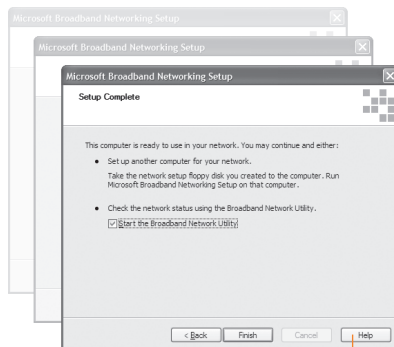 Microsoft Broadband Networking Setup
Microsoft Broadband Networking Setup
Microsoft Broadband Networking Setup
Setup Complete
This computer is ready to use in your network. You may continue and either:
• Set up another computer for your network.
Take the network setup floppy disk you created to the computer. Run
Microsoft Broadband Networking Setup on that computer.
• Check the network status using the Broadband Network Utility.
Start the Broadband Network Utility
< Back Finish Cancel Help